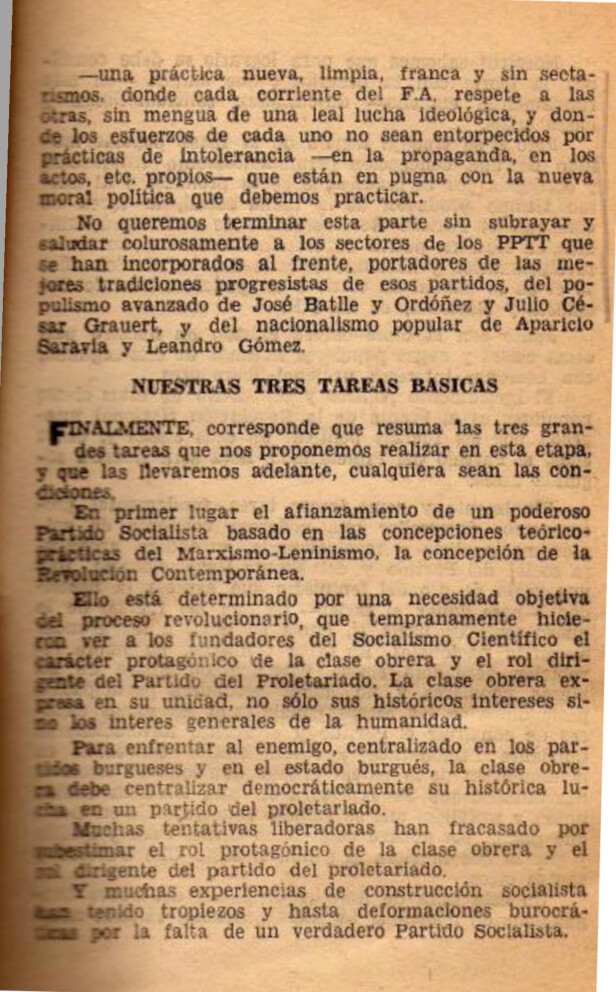 —una práctica nueva, limpia, franca y sin secta-
rismos, donde cada corriente del F.A. respete a las
otras, sin mengua de una leal lucha ideológica, y don-
de los esfuerzos de cada uno no sean entorpecidos por
prácticas de intolerancia —en la propaganda, en los
actos, etc. propios— que están en pugna con la nueva
moral política que debemos practicar.
No queremos terminar esta parte sin subrayar y
saludar colurosamente a los sectores de los PPTT que
se han incorporados al frente, portadores de las me-
jores tradiciones progresistas de esos partidos, del po-
pulismo avanzado de José Batlle y Ordóñez y Julio Cé-
sar Grauert, y del nacionalismo popular de Aparicio
Saravia y Leandro Gómez.
NUESTRAS TRES TAREAS BASICAS
FINALMENTE, corresponde que resuma las tres gran-
des tareas que nos proponemos realizar en esta etapa,
y que las llevaremos adelante, cualquiera sean las con-
diciones.
En primer lugar el afianzamiento de un poderoso
Partido Socialista basado en las concepciones teórico-
prácticas del Marxismo-Leninismo, la concepción de la
Revolución Contemporánea.
Ello está determinado por una necesidad objetiva
del proceso revolucionario, que tempranamente hicie-
ron ver a los fundadores del Socialismo Científico el
carácter protagónico de la clase obrera y el rol diri-
gente del Partido del Proletariado. La clase obrera ex-
presa en su unidad, no sólo sus históricos intereses si-
no los interes generales de la humanidad.
Para enfrentar al enemigo, centralizado en los par-
tidos burgueses y en el estado burgués, la clase obre-
ra debe centralizar democráticamente su histórica lu-
cha en un partido del proletariado.
Muchas tentativas liberadoras han fracasado por
subestimar el rol protagónico de la clase obrera y el
rol dirigente del partido del proletariado.
Y muchas experiencias de construcción socialista
han tenido tropiezos y hasta deformaciones burocrá-
ticas por la falta de un verdadero Partido Socialista.